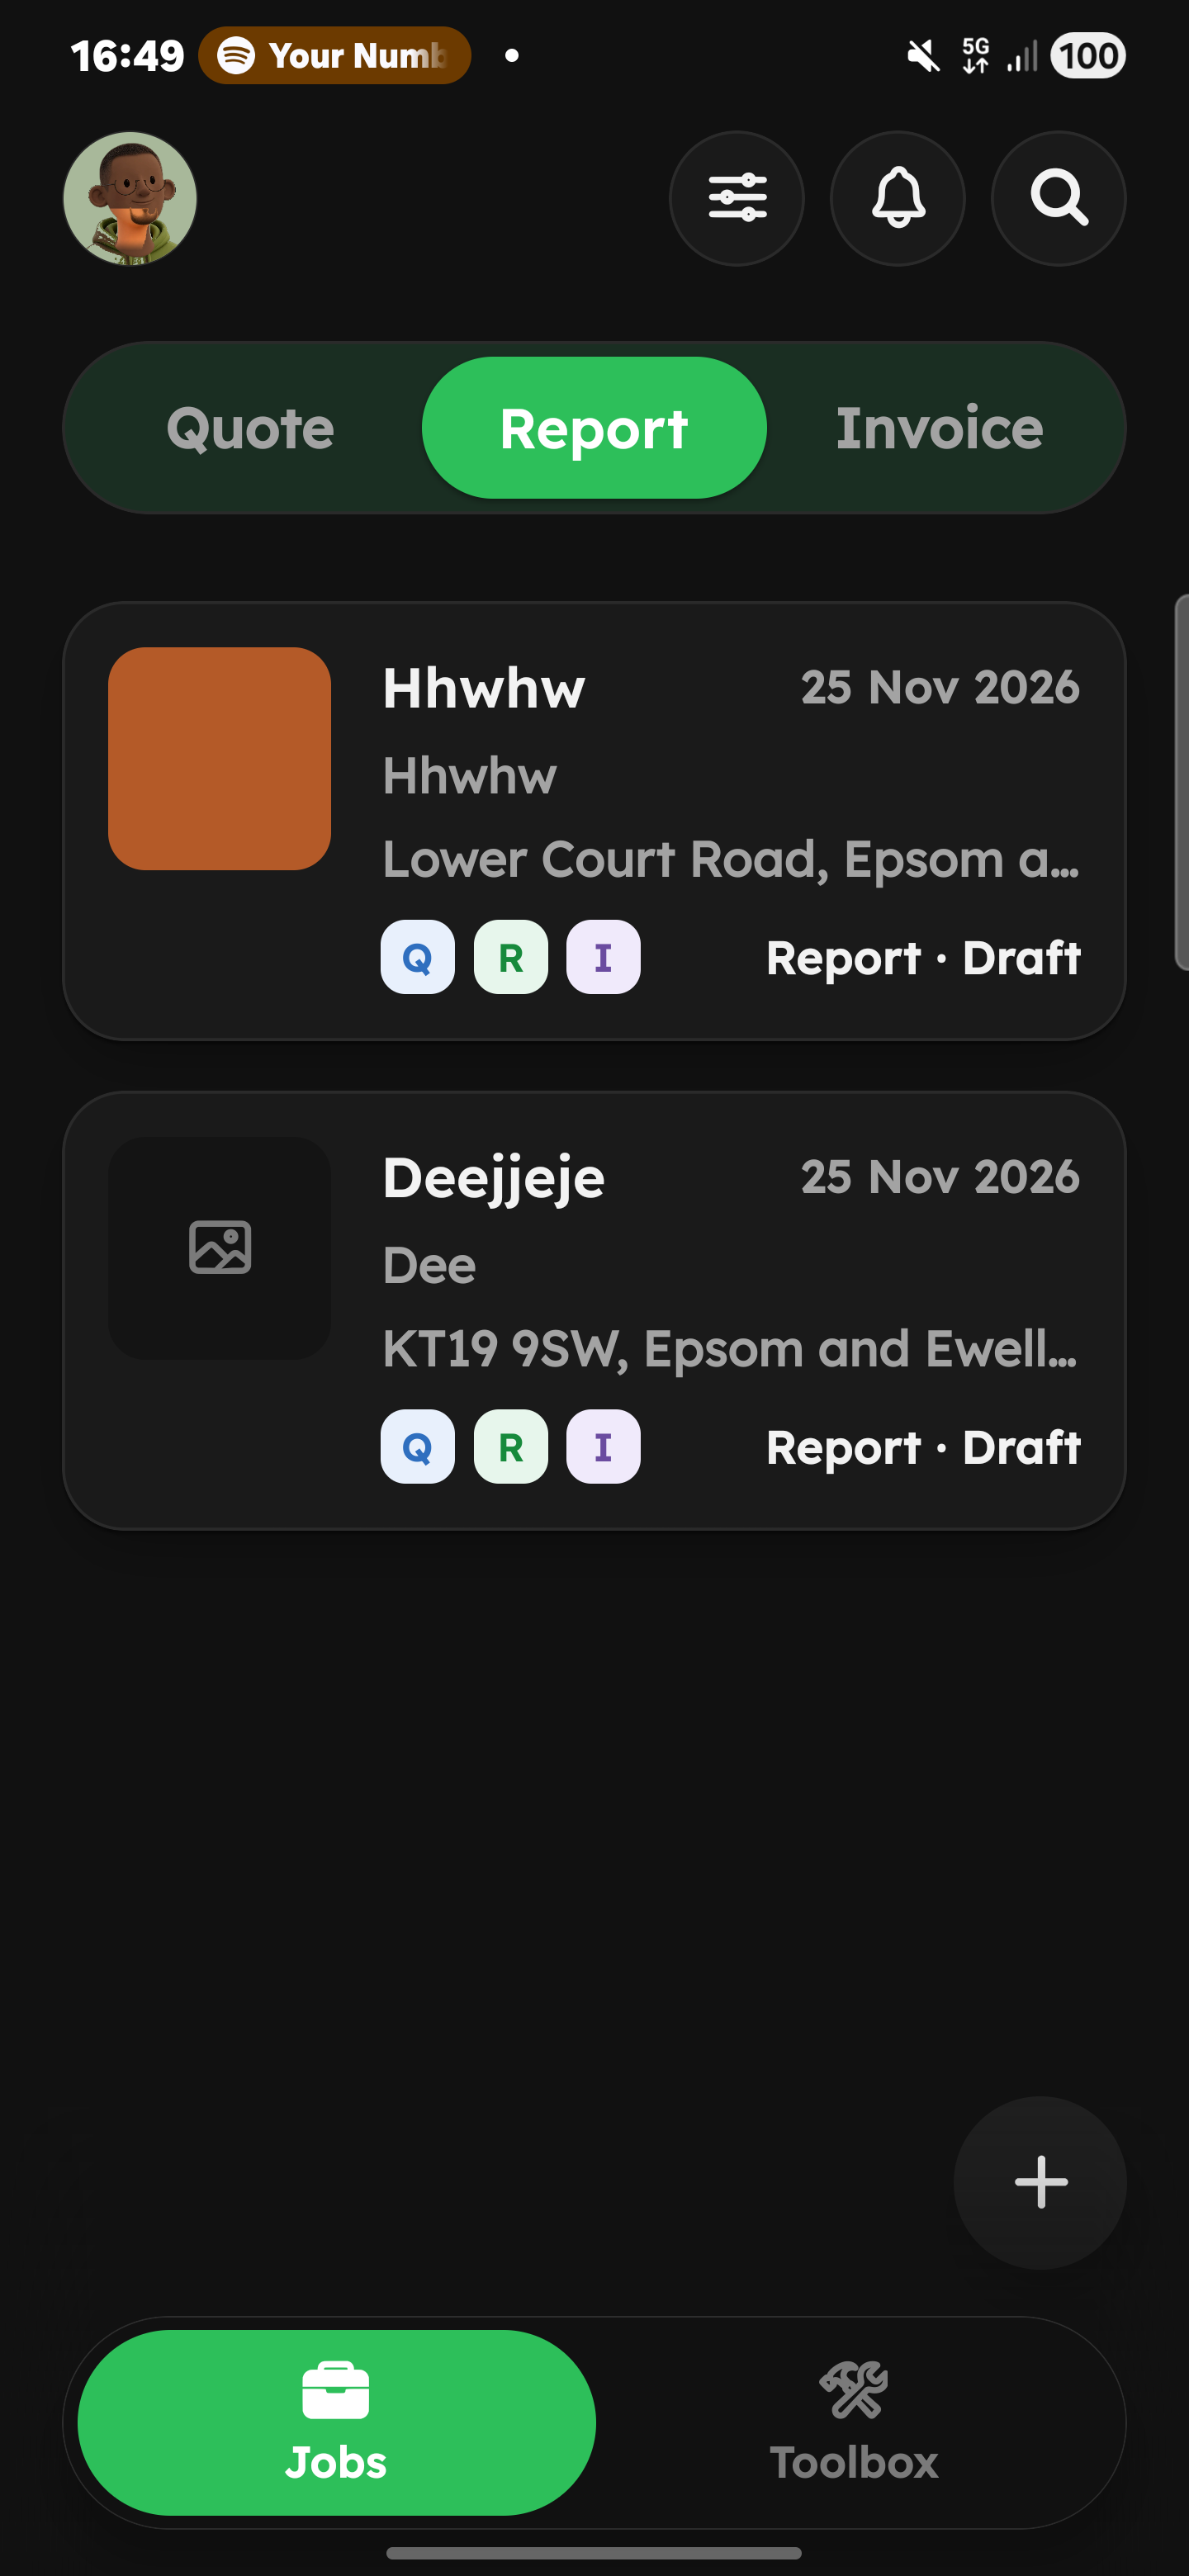 16:49 Your Numb 5G 100
Quote Report Invoice
Hhwhw 25 Nov 2026
Hhwhw
Lower Court Road, Epsom a...
Q R I Report · Draft
Deejjeje 25 Nov 2026
Dee
KT19 9SW, Epsom and Ewell...
Q R I Report · Draft
Jobs Toolbox